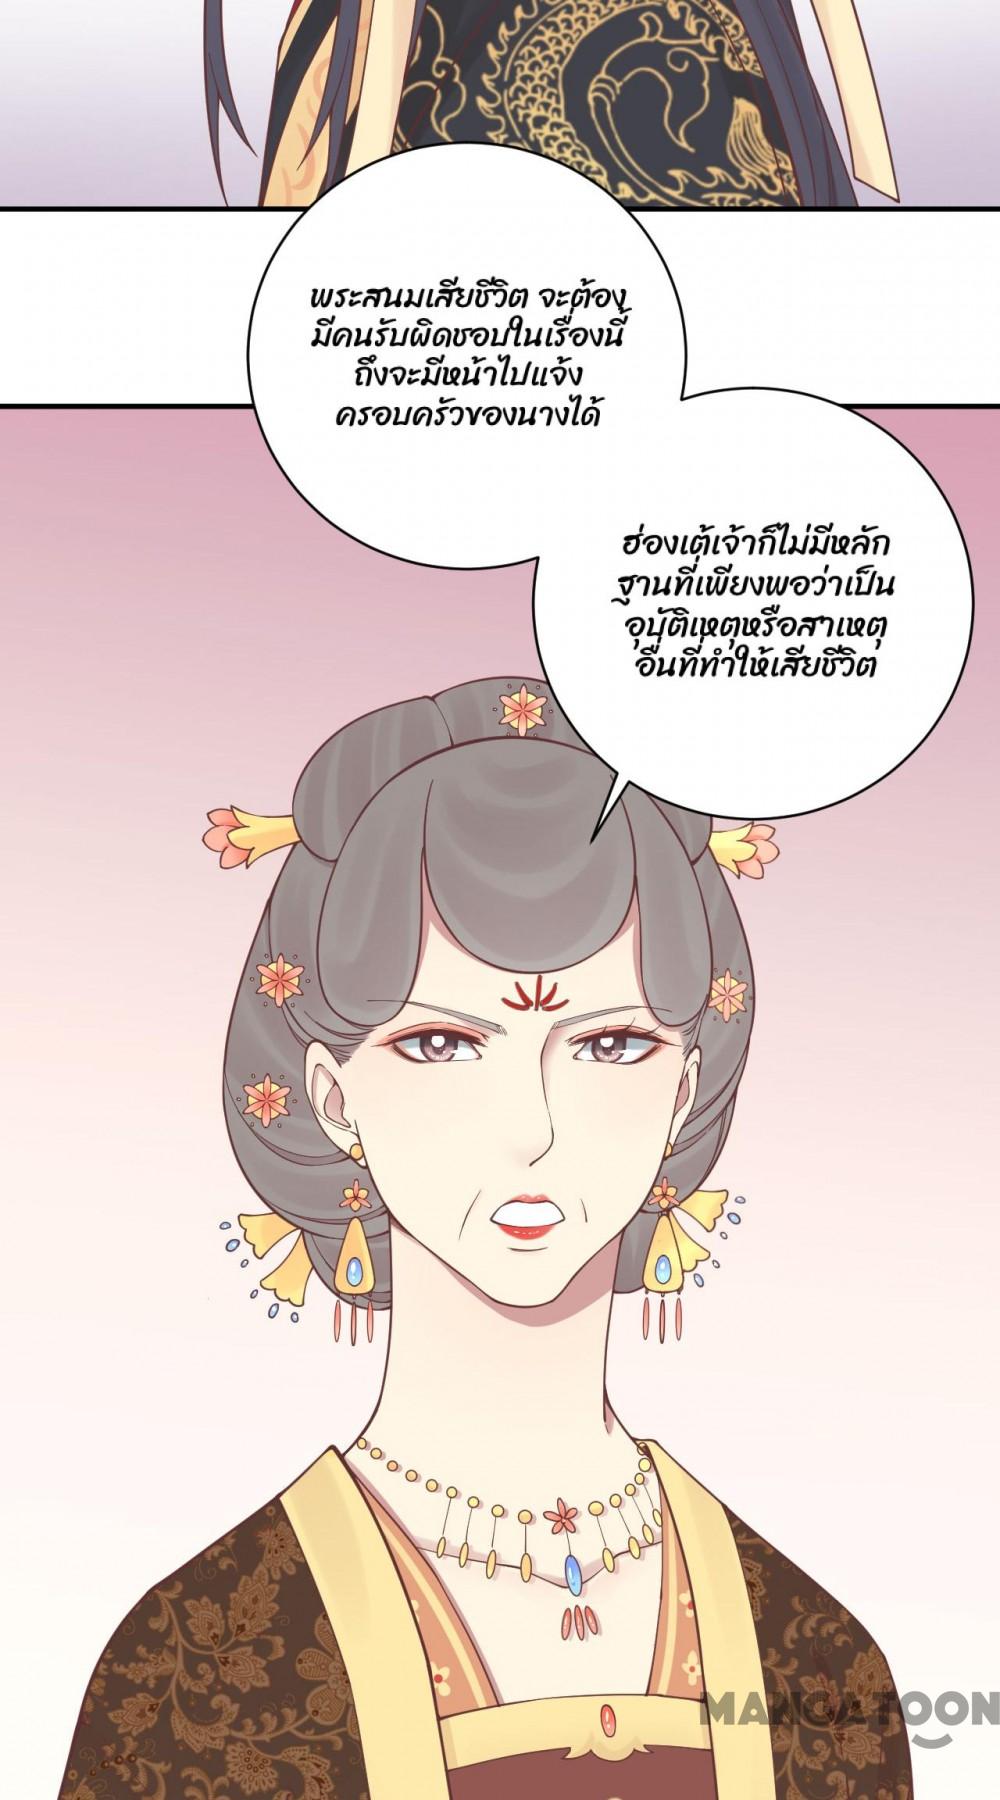 พระสนมเสียชีวิต จะต้อง
มีคนรับผิดชอบในเรื่องนี้
ถึงจะมีหน้าไปแจ้ง
ครอบครัวของนางได้
ฮ่องเต้เจ้าก็ไม่มีหลัก
ฐานที่เพียงพอว่าเป็น
อุบัติเหตุหรือสาเหตุ
อื่นที่ทำให้เสียชีวิต
MANGATOON